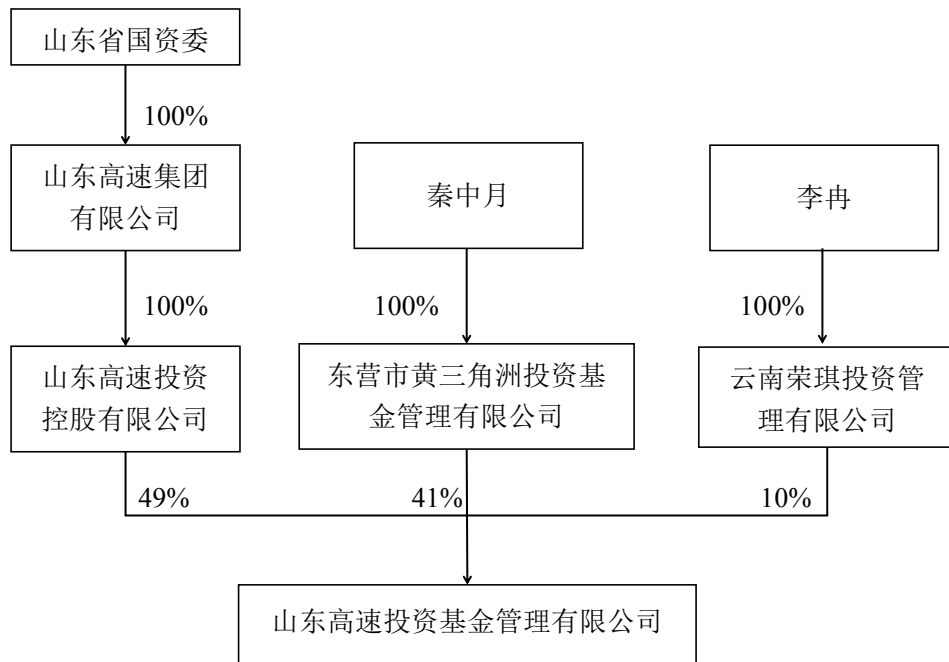 山东省国资委
100%
山东高速集团
有限公司
秦中月
李冉
100%
100%
100%
山东高速投资
控股有限公司
东营市黄三角洲投资基
金管理有限公司
云南荣琪投资管
理有限公司
49%
41%
10%
山东高速投资基金管理有限公司